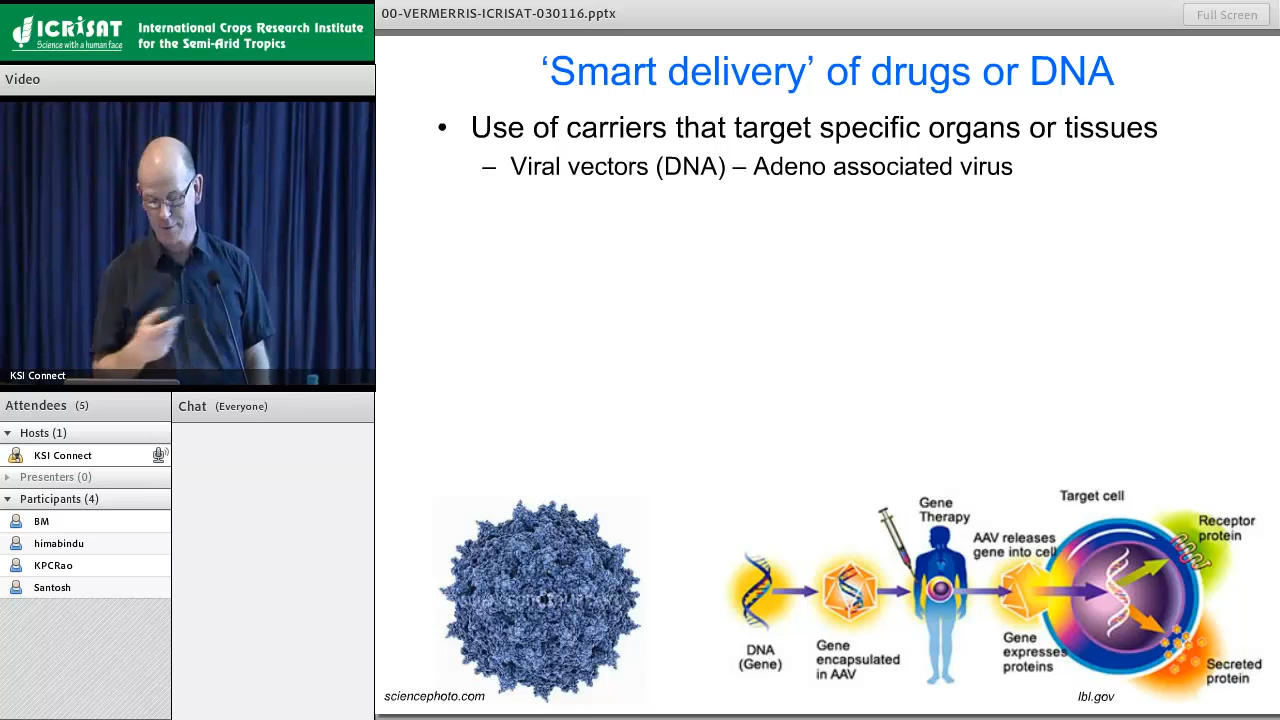 ICRISAT
Science with a human face
International Crops Research Institute
for the Semi-Arid Tropics
00-VERMERRIS-ICRISAT-030116.pptx
Full Screen
Video
KSI Connect
Attendees (5)
Hosts (1)
KSI Connect
Presenters (0)
Participants (4)
BM
himabindu
KPCRao
Santosh
Chat (Everyone)
‘Smart delivery’ of drugs or DNA
• Use of carriers that target specific organs or tissues
– Viral vectors (DNA) – Adeno associated virus
sciencephoto.com
DNA
(Gene)
Gene
encapsulated
in AAV
Gene
Therapy
AAV releases
gene into cell
Gene
expresses
proteins
Target cell
Receptor
protein
Secreted
protein
lbl.gov